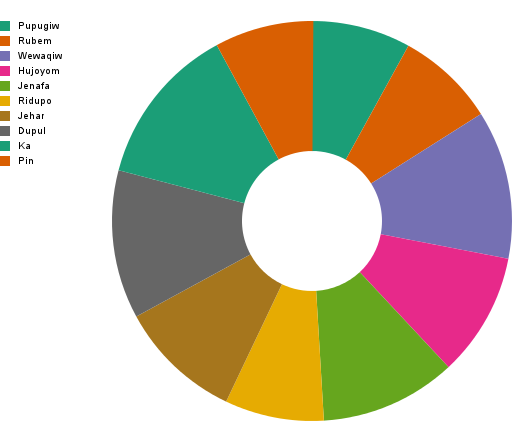 Pupugiw
Rubem
Wewaqiw
Hujoyom
Jenafa
Ridupo
Jehar
Dupul
Ka
Pin